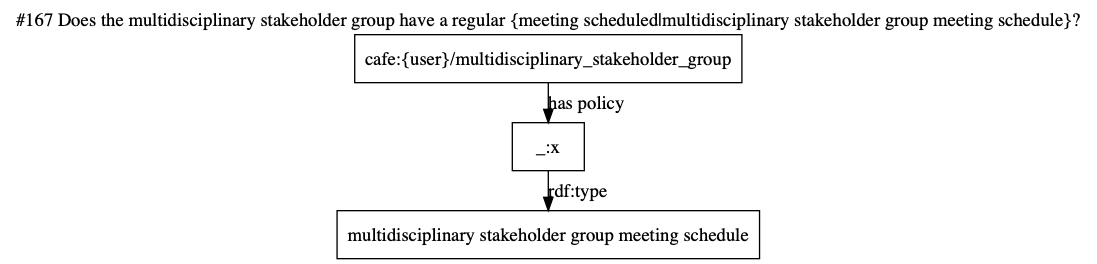 #167 Does the multidisciplinary stakeholder group have a regular {meeting scheduled|multidisciplinary stakeholder group meeting schedule}?
cafe:{user}/multidisciplinary_stakeholder_group
has policy
_:x
rdf:type
multidisciplinary stakeholder group meeting schedule